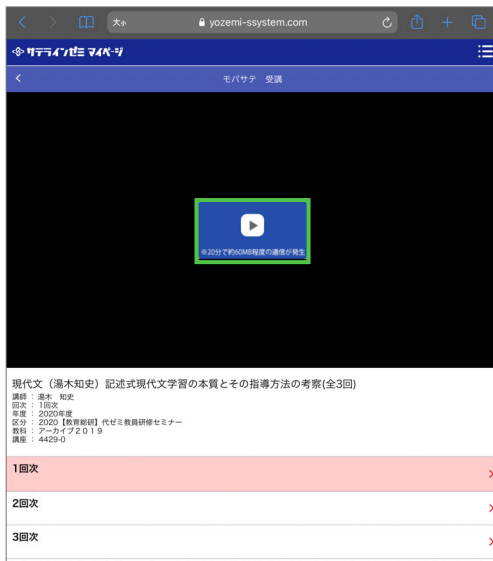 大小 yozemi-ssystem.com
サテラインゼミ マイページ
モバサテ 受講
※20分で約60MB程度の通信が発生
現代文（湯木知史）記述式現代文学習の本質とその指導方法の考察(全3回)
講師 ： 湯木 知史
回次 ： 1回次
年度 ： 2020年度
区分 ： 2020【教育総研】代ゼミ教員研修セミナー
教科 ： アーカイブ２０１９
講座 ： 4429-0
1回次
2回次
3回次